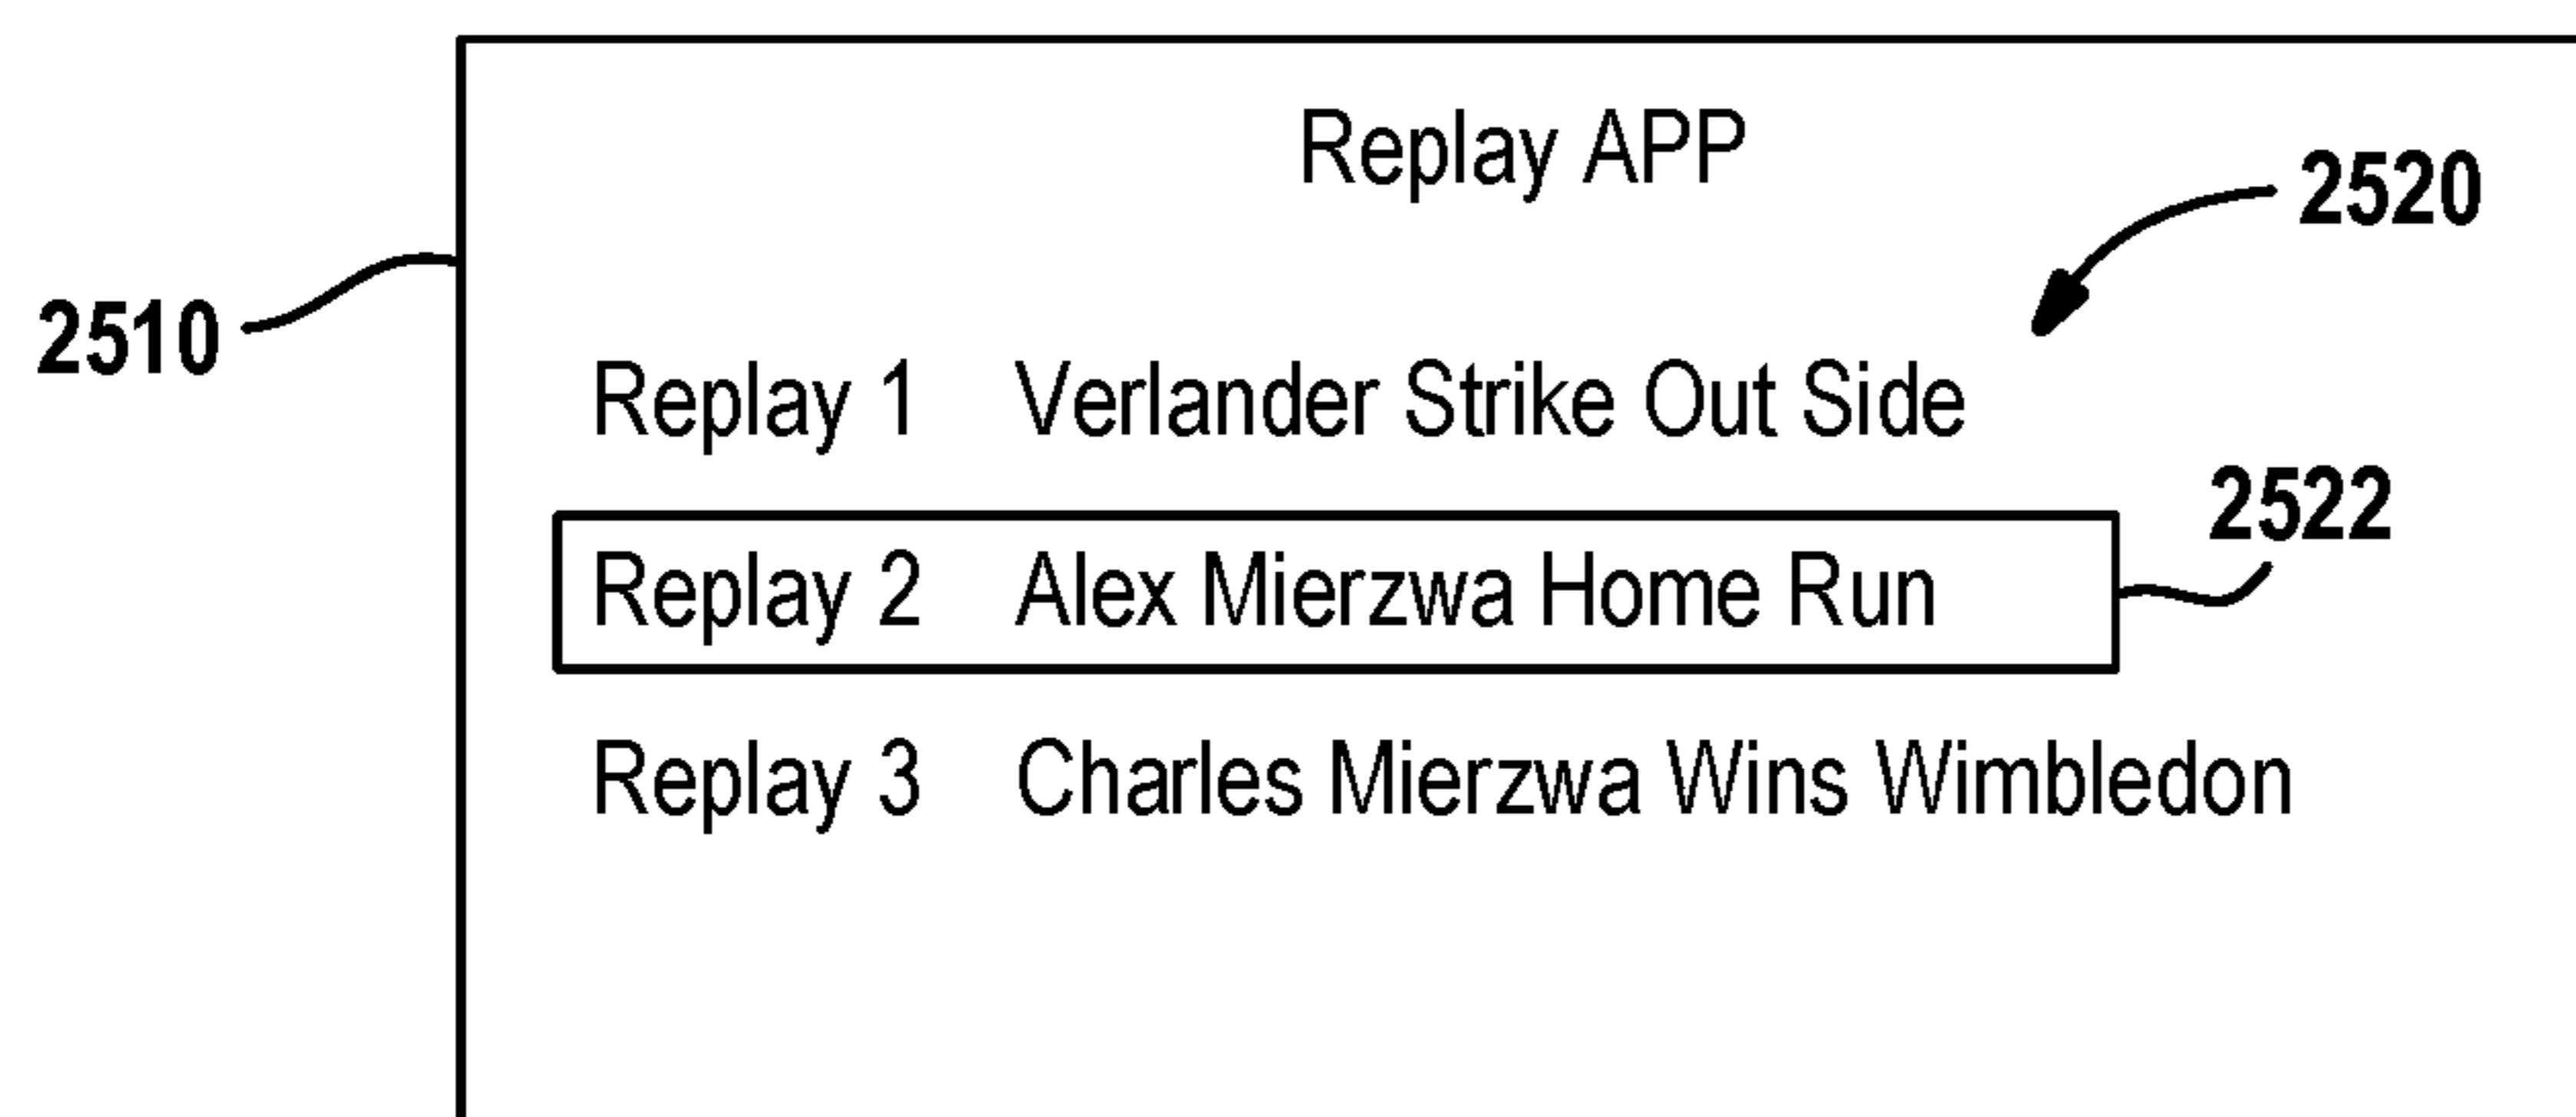 Replay APP
2520
2510
Replay 1 Verlander Strike Out Side
2522
Replay 2 Alex Mierzwa Home Run
Replay 3 Charles Mierzwa Wins Wimbledon